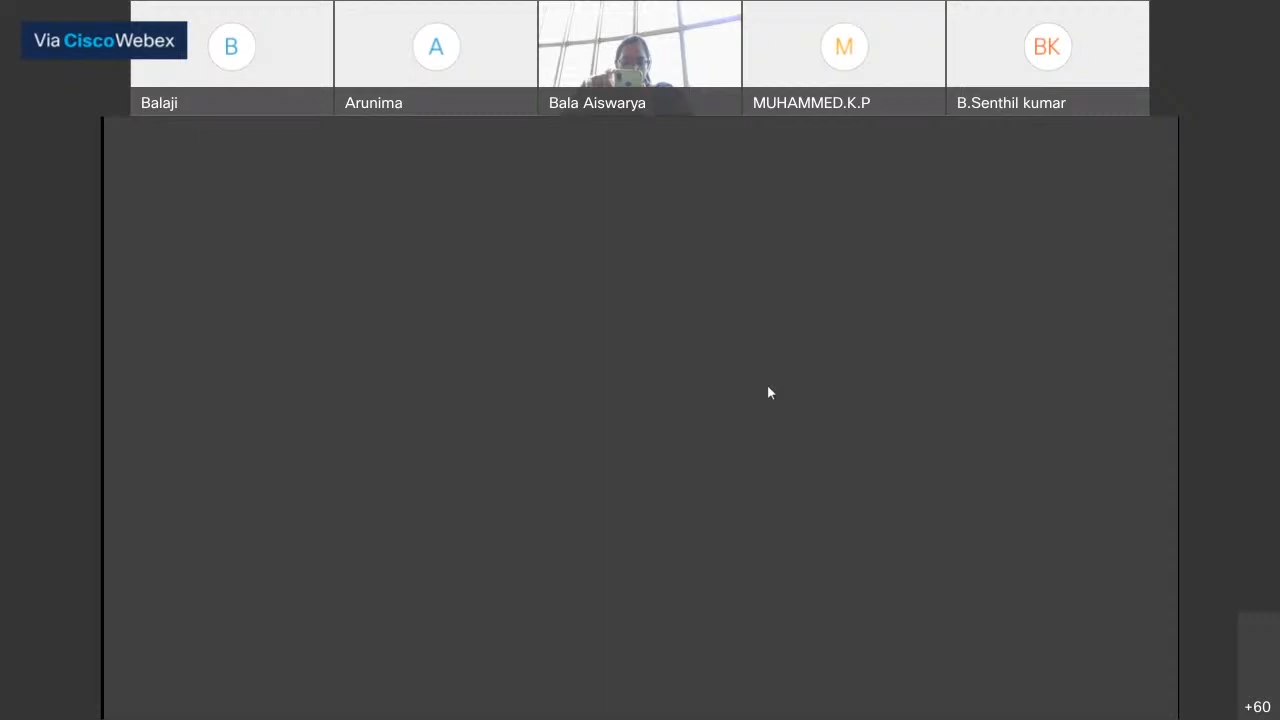 Via CiscoWebex
B
A
M
BK
Balaji
Arunima
Bala Aiswarya
MUHAMMED.K.P
B.Senthil kumar
+60